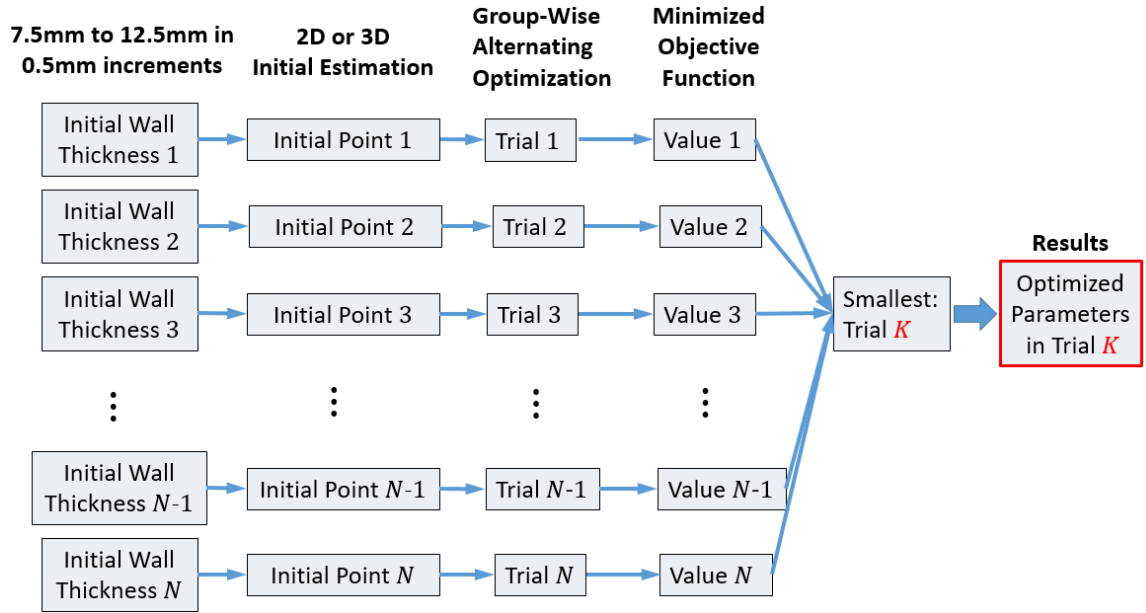 7.5mm to 12.5mm in
0.5mm increments
2D or 3D
Initial Estimation
Group-Wise
Alternating
Optimization
Minimized
Objective
Function
Initial Wall
Thickness 1
Initial Point 1
Trial 1
Value 1
Initial Wall
Thickness 2
Initial Point 2
Trial 2
Value 2
Initial Wall
Thickness 3
Initial Point 3
Trial 3
Value 3
Smallest:
Trial K
Results
Optimized
Parameters
in Trial K
⋮
⋮
⋮
⋮
Initial Wall
Thickness N-1
Initial Point N-1
Trial N-1
Value N-1
Initial Wall
Thickness N
Initial Point N
Trial N
Value N